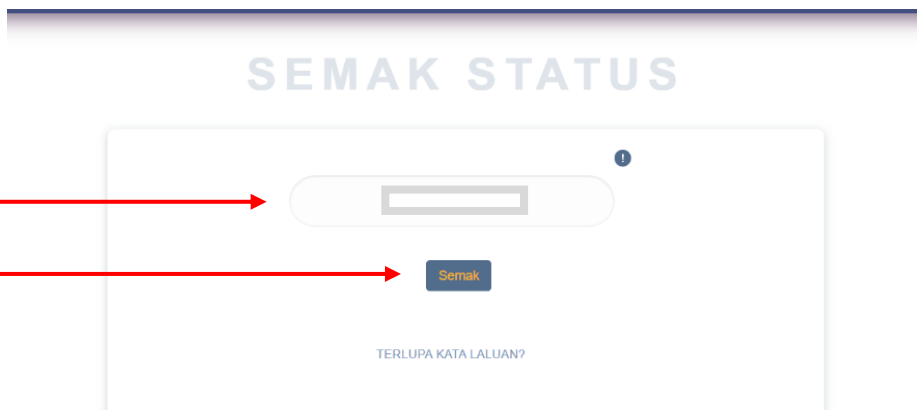 SEMAK STATUS
!
Semak
TERLUPA KATA LALUAN?